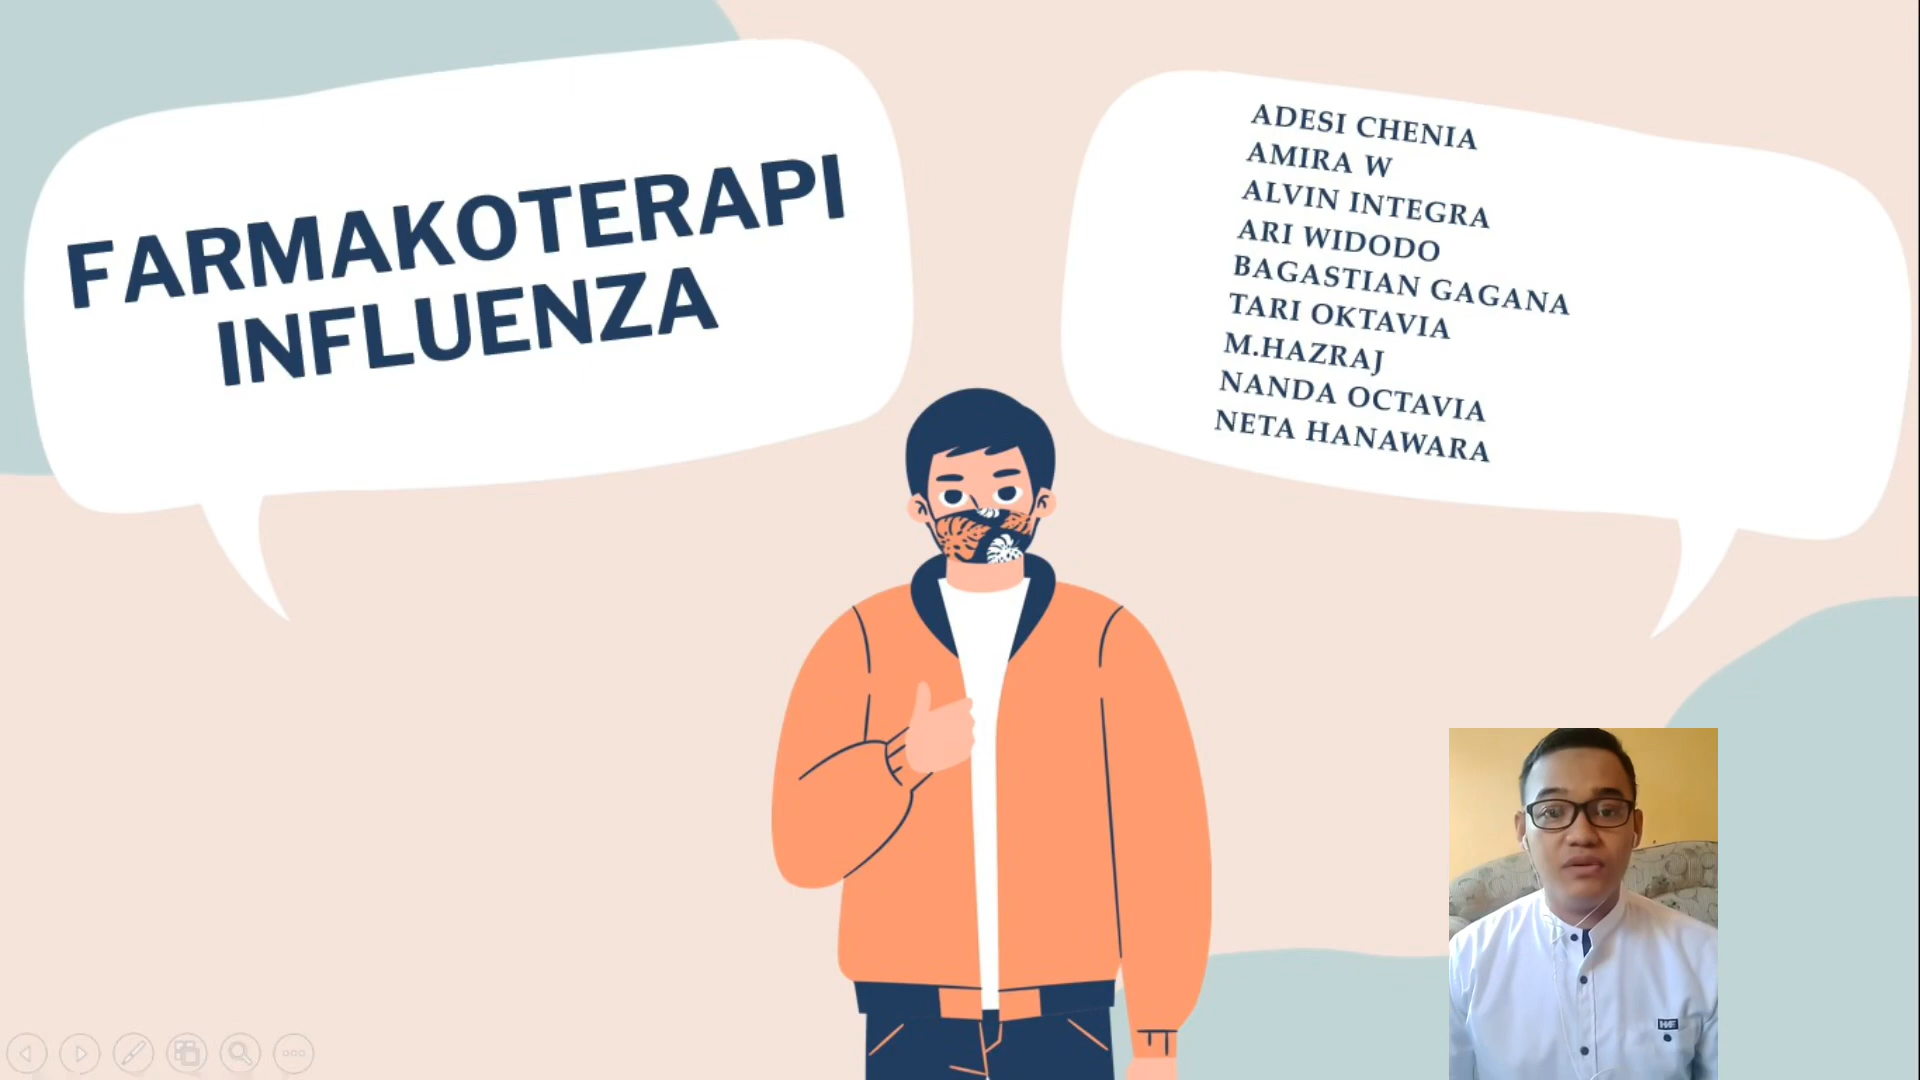 FARMAKOTERAPI
INFLUENZA
ADESI CHENIA
AMIRA W
ALVIN INTEGRA
ARI WIDODO
BAGASTIAN GAGANA
TARI OKTAVIA
M.HAZRAJ
NANDA OCTAVIA
NETA HANAWARA